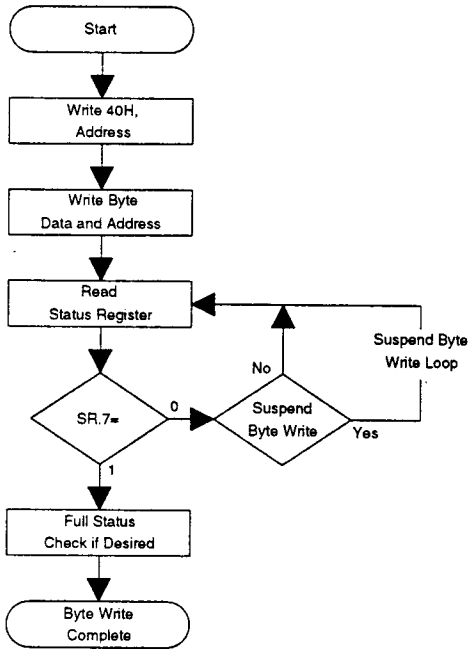 Start
Write 40H,
Address
Write Byte
Data and Address
Read
Status Register
Suspend Byte
Write Loop
No
SR.7=
0
Suspend
Byte Write
Yes
1
Full Status
Check if Desired
Byte Write
Complete